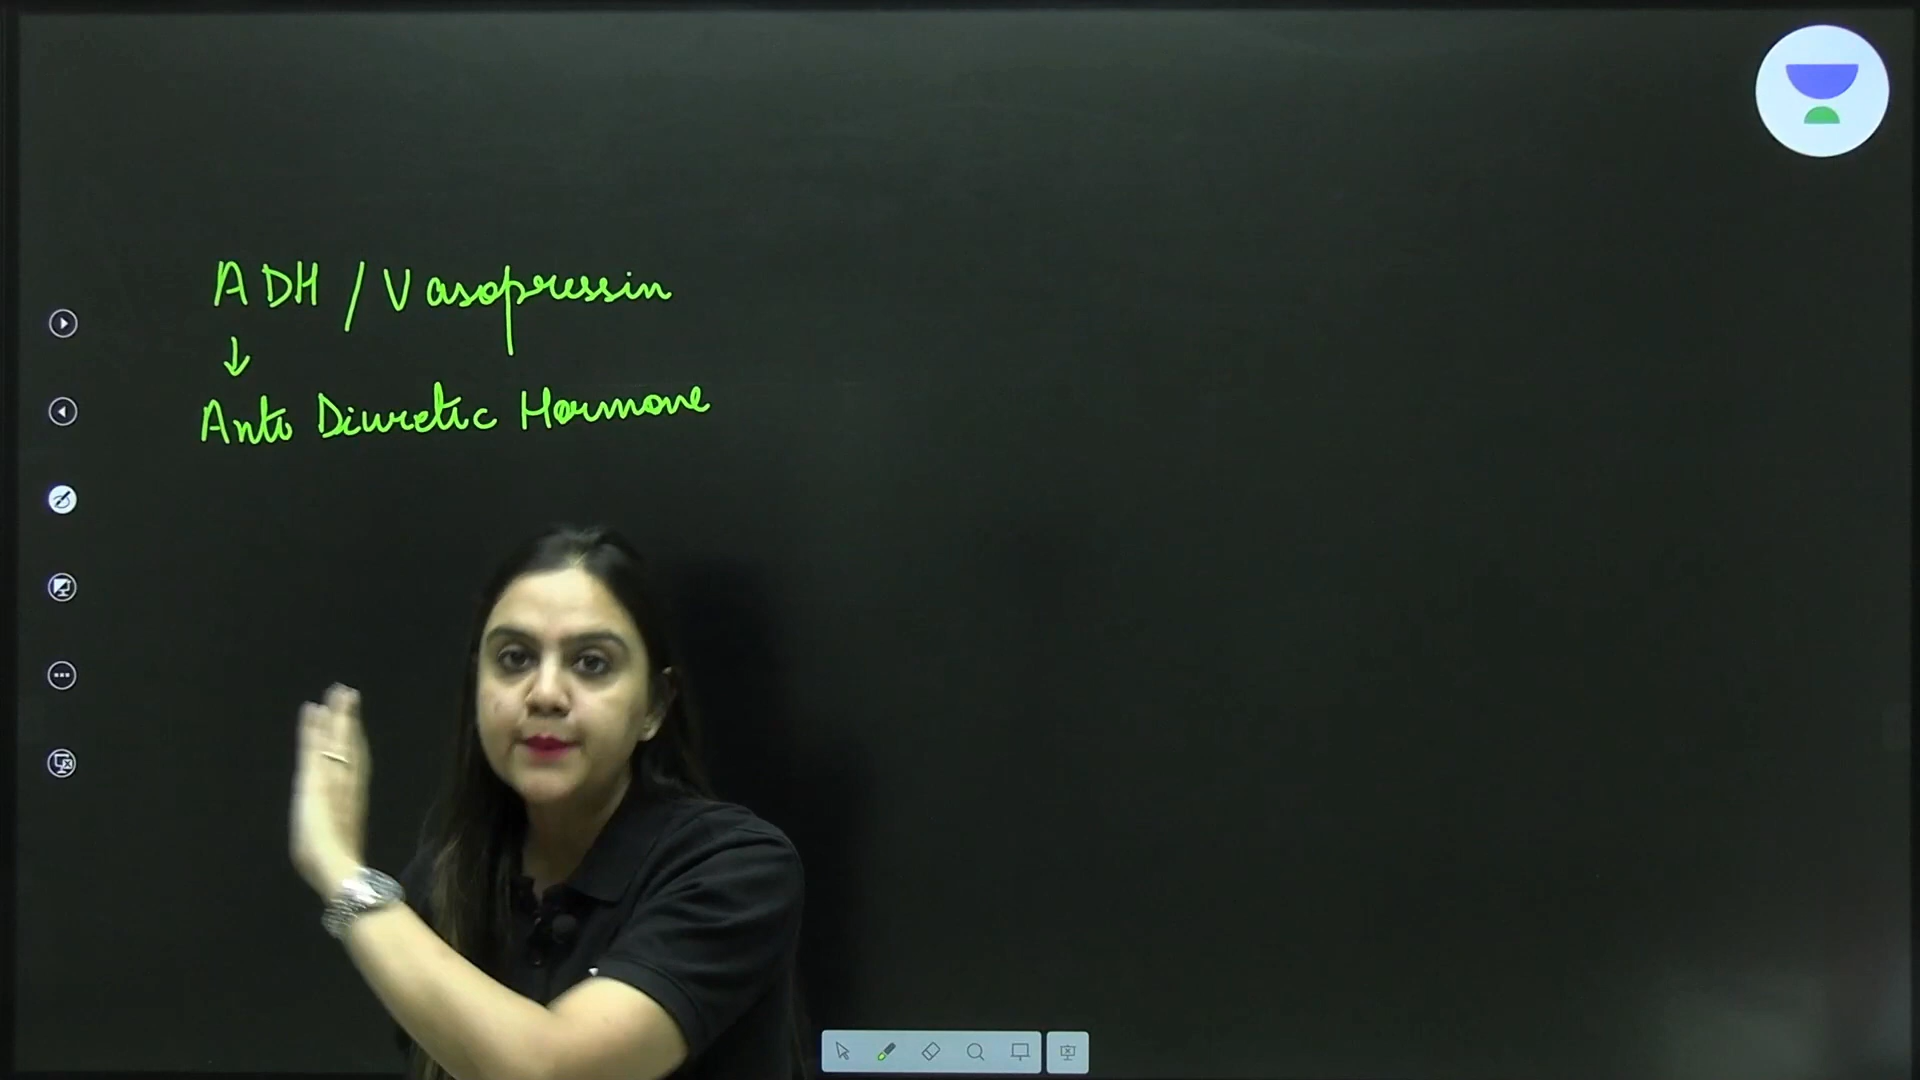 ADH / Vasopressin
↓
Anti Diuretic Hormone